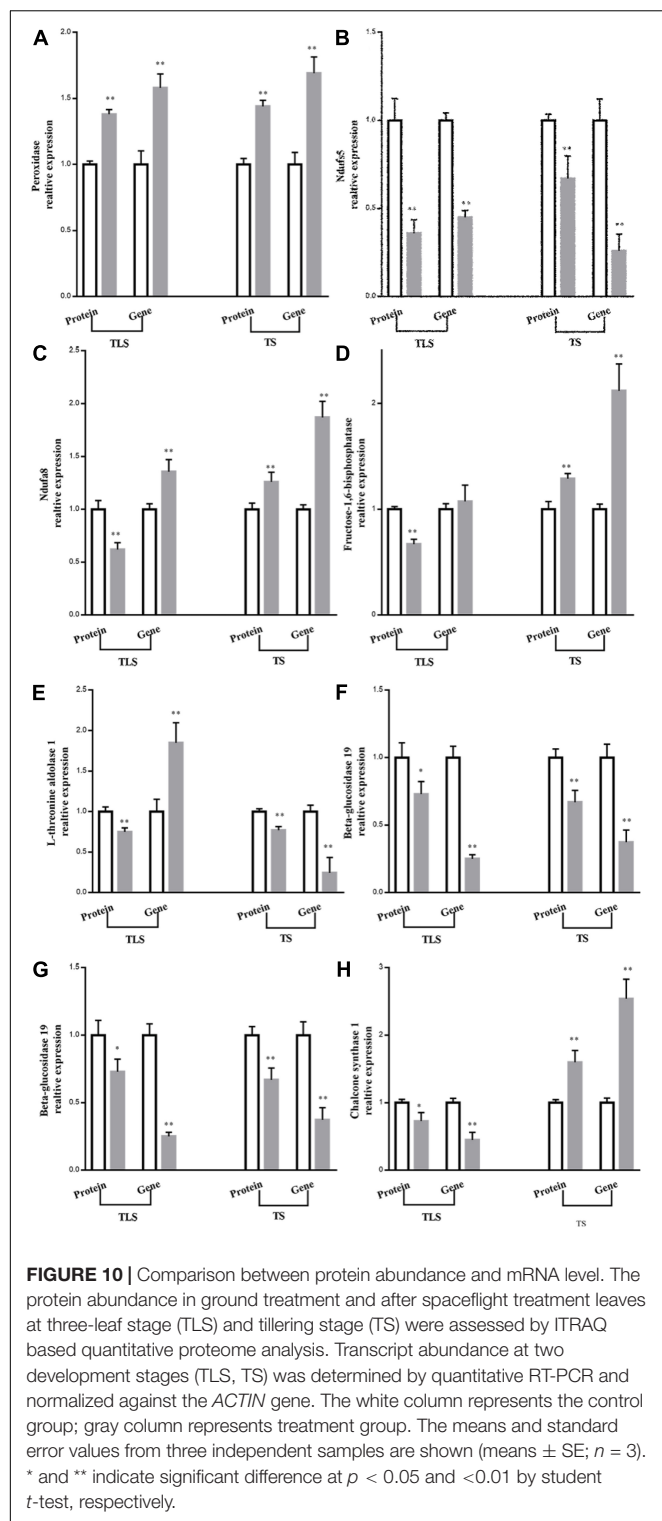 A
Peroxidase
realtive expression
2.0
1.5
1.0
0.5
0.0
**
**
**
**
Protein
Gene
Protein
Gene
TLS
TS
B
Ndufs5
realtive expression
1.5
1.0
0.5
0.0
**
**
**
**
Protein
Gene
Protein
Gene
TLS
TS
C
Ndufa8
realtive expression
2.5
2.0
1.5
1.0
0.5
0.0
**
**
**
**
Protein
Gene
Protein
Gene
TLS
TS
D
Fructose-1,6-bisphosphatase
realtive expression
2
1
0
**
**
**
Protein
Gene
Protein
Gene
TLS
TS
E
L-threonine aldolase 1
realtive expression
2.5
2.0
1.5
1.0
0.5
0.0
**
**
**
**
Protein
Gene
Protein
Gene
TLS
TS
F
Beta-glucosidase 19
realtive expression
1.5
1.0
0.5
0.0
*
**
**
**
Protein
Gene
Protein
Gene
TLS
TS
G
Beta-glucosidase 19
realtive expression
1.5
1.0
0.5
0.0
*
**
**
**
Protein
Gene
Protein
Gene
TLS
TS
H
Chalcone synthase 1
realtive expression
3
2
1
0
*
**
**
**
Protein
Gene
Protein
Gene
TLS
TS
FIGURE 10 | Comparison between protein abundance and mRNA level. The
protein abundance in ground treatment and after spaceflight treatment leaves
at three-leaf stage (TLS) and tillering stage (TS) were assessed by ITRAQ
based quantitative proteome analysis. Transcript abundance at two
development stages (TLS, TS) was determined by quantitative RT-PCR and
normalized against the ACTIN gene. The white column represents the control
group; gray column represents treatment group. The means and standard
error values from three independent samples are shown (means ± SE; n = 3).
* and ** indicate significant difference at p < 0.05 and <0.01 by student
t-test, respectively.